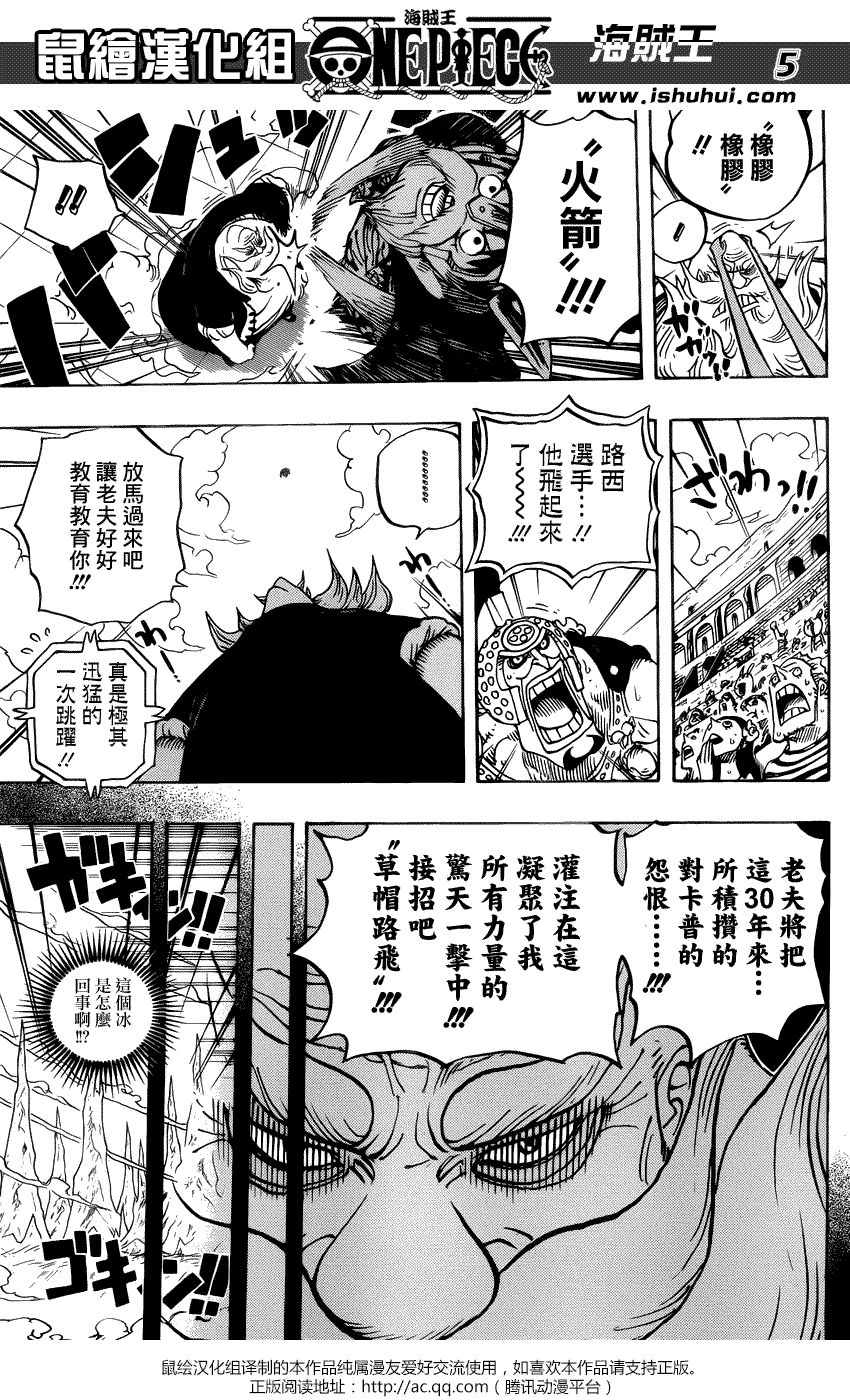 鼠繪漢化組
海賊王
ONE PIECE
海賊王
5
www.ishuhui.com
〝橡膠
橡膠〞
!!
〝火箭〞!!!
!!
ガガガッ!!
ざわっ!!
路西
選手…!!
他飛起來
了～～!!!
…………
放馬過來吧
讓老夫好好
教育教育你!!!
真是極其
迅猛的
一次跳躍!!
老夫將把
這30年來…
所積攢的
對卡普的
怨恨……!!!
灌注在這
凝聚了我
所有力量的
驚天一擊中!!!
接招吧
〝草帽路飛〞!!!
ガキィン!!
這個冰
是怎麼
回事啊!!?
ゴキィン!!
鼠绘汉化组译制的本作品纯属漫友爱好交流使用，如喜欢本作品请支持正版。
正版阅读地址：http://ac.qq.com（腾讯动漫平台）